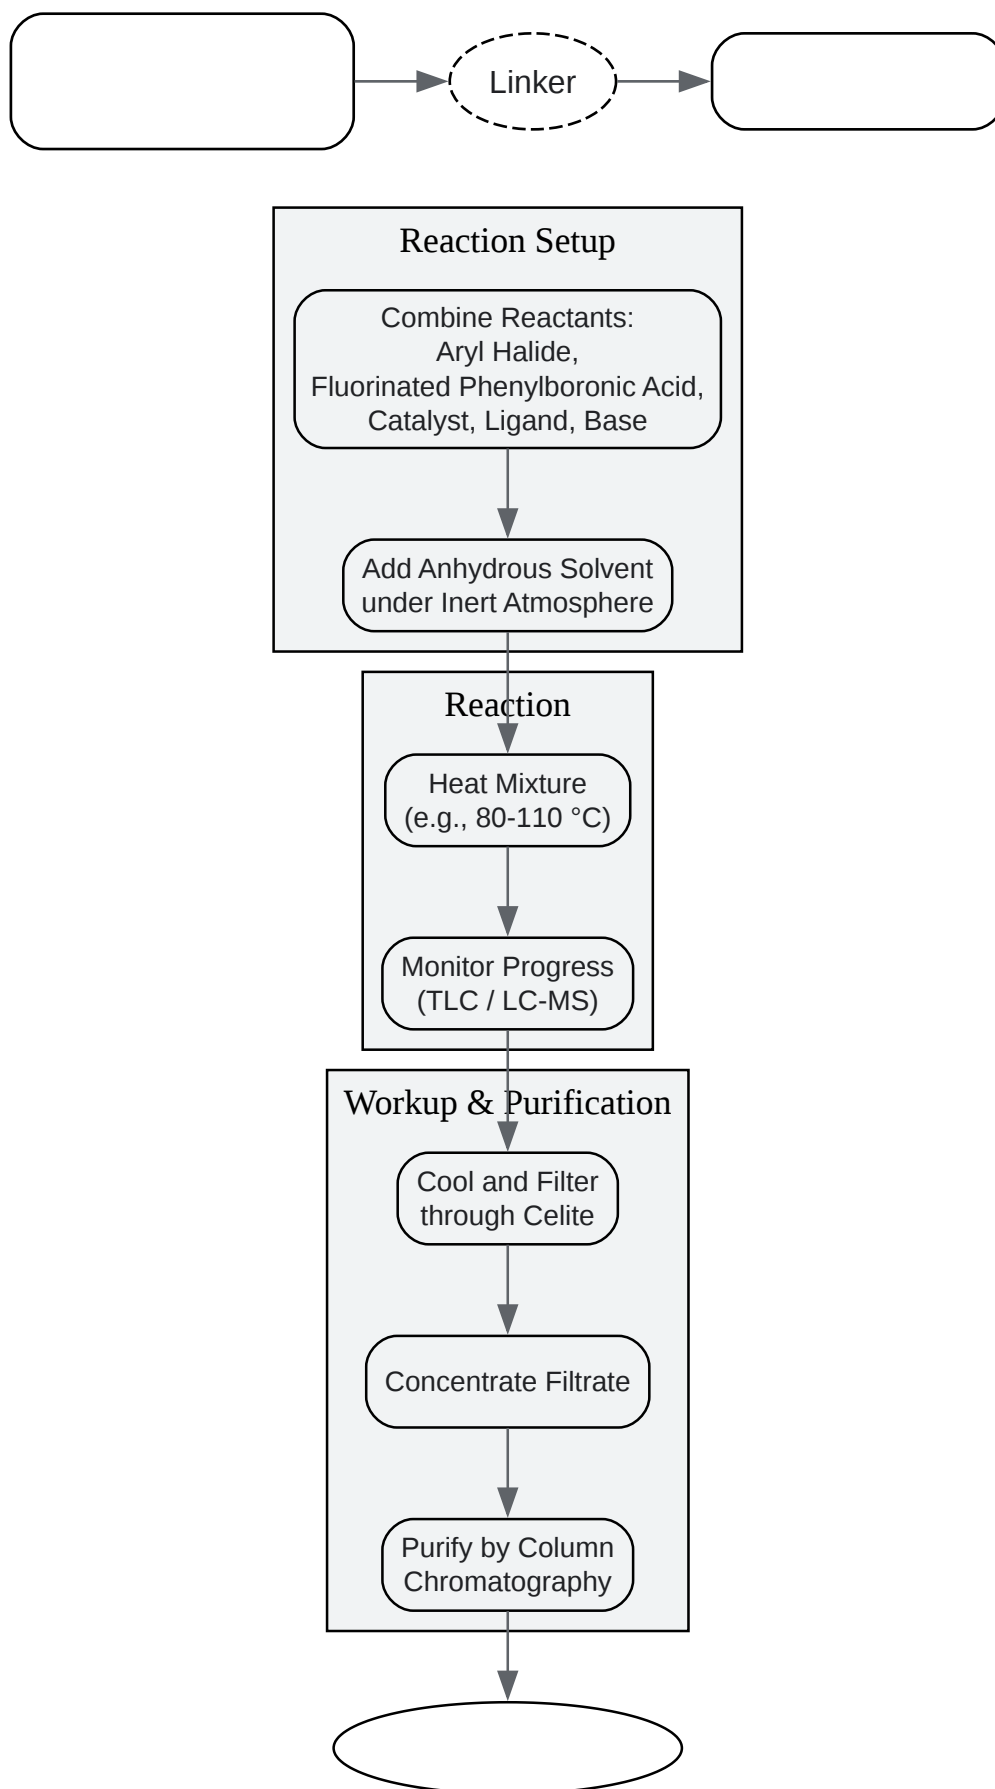 Linker
Reaction Setup
Combine Reactants:
Aryl Halide,
Fluorinated Phenylboronic Acid,
Catalyst, Ligand, Base
Add Anhydrous Solvent
under Inert Atmosphere
Reaction
Heat Mixture
(e.g., 80-110 °C)
Monitor Progress
(TLC / LC-MS)
Workup & Purification
Cool and Filter
through Celite
Concentrate Filtrate
Purify by Column
Chromatography